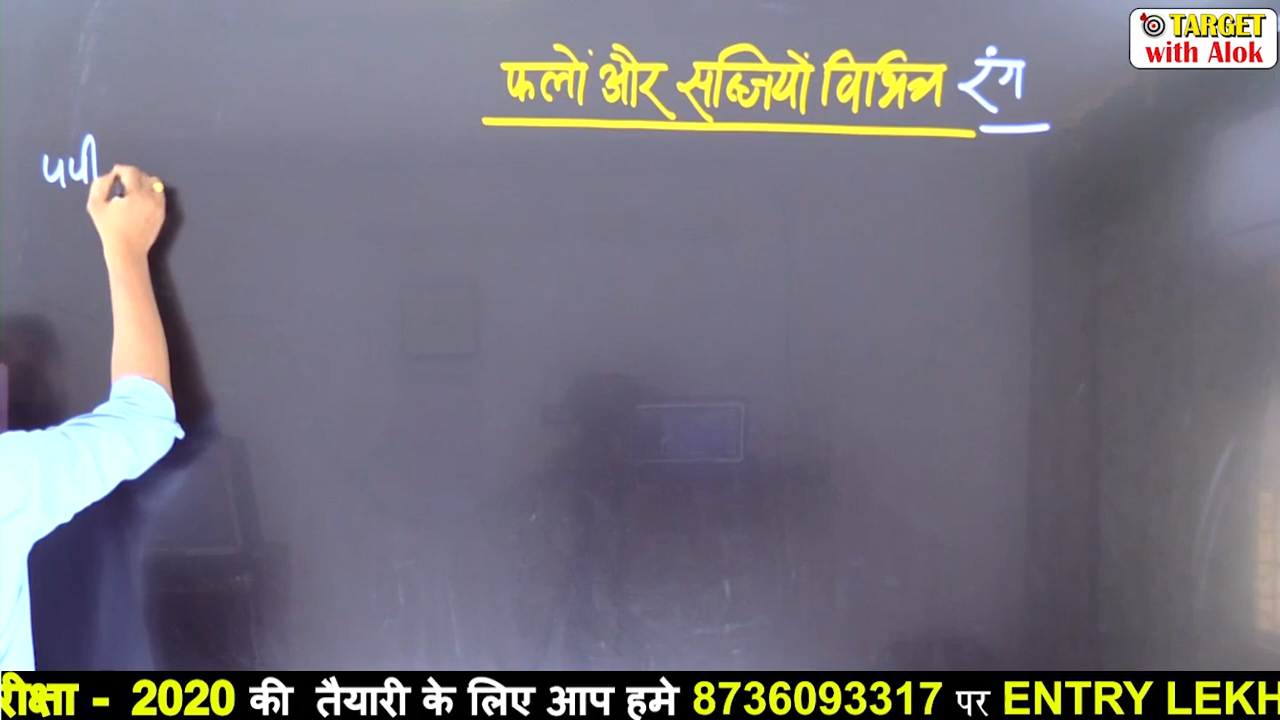 TARGET
with Alok
फलों और सब्जियों विभिन्न रंग
पपी
रीक्षा - 2020 की तैयारी के लिए आप हमे 8736093317 पर ENTRY LEKH